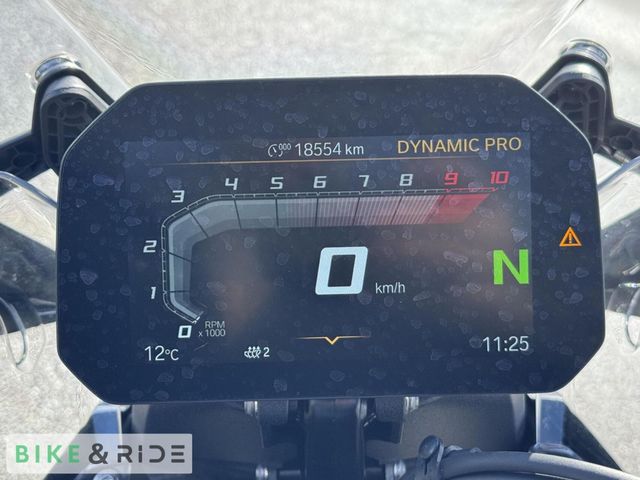 000 18554 km DYNAMIC PRO
3 4 5 6 7 8 9 10
2
1
0 RPM x 1000
0 km/h N
12°C 2 11:25
BIKE & RIDE